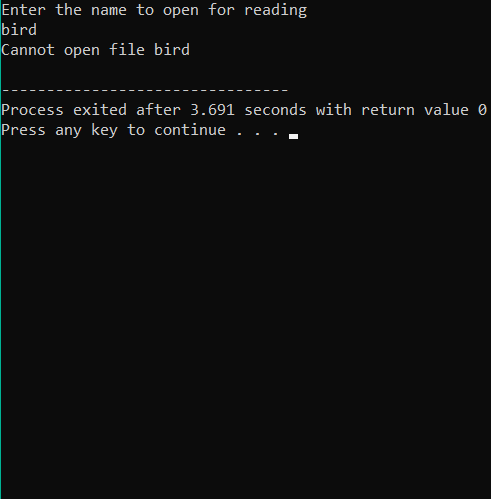 Enter the name to open for reading
bird
Cannot open file bird
--------------------------------
Process exited after 3.691 seconds with return value 0
Press any key to continue . . .